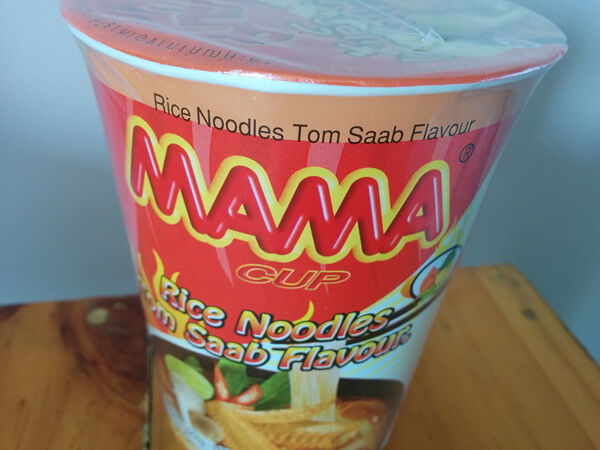 Rice Noodles Tom Saab Flavour
MAMA®
CUP
Rice Noodles
Tom Saab Flavour